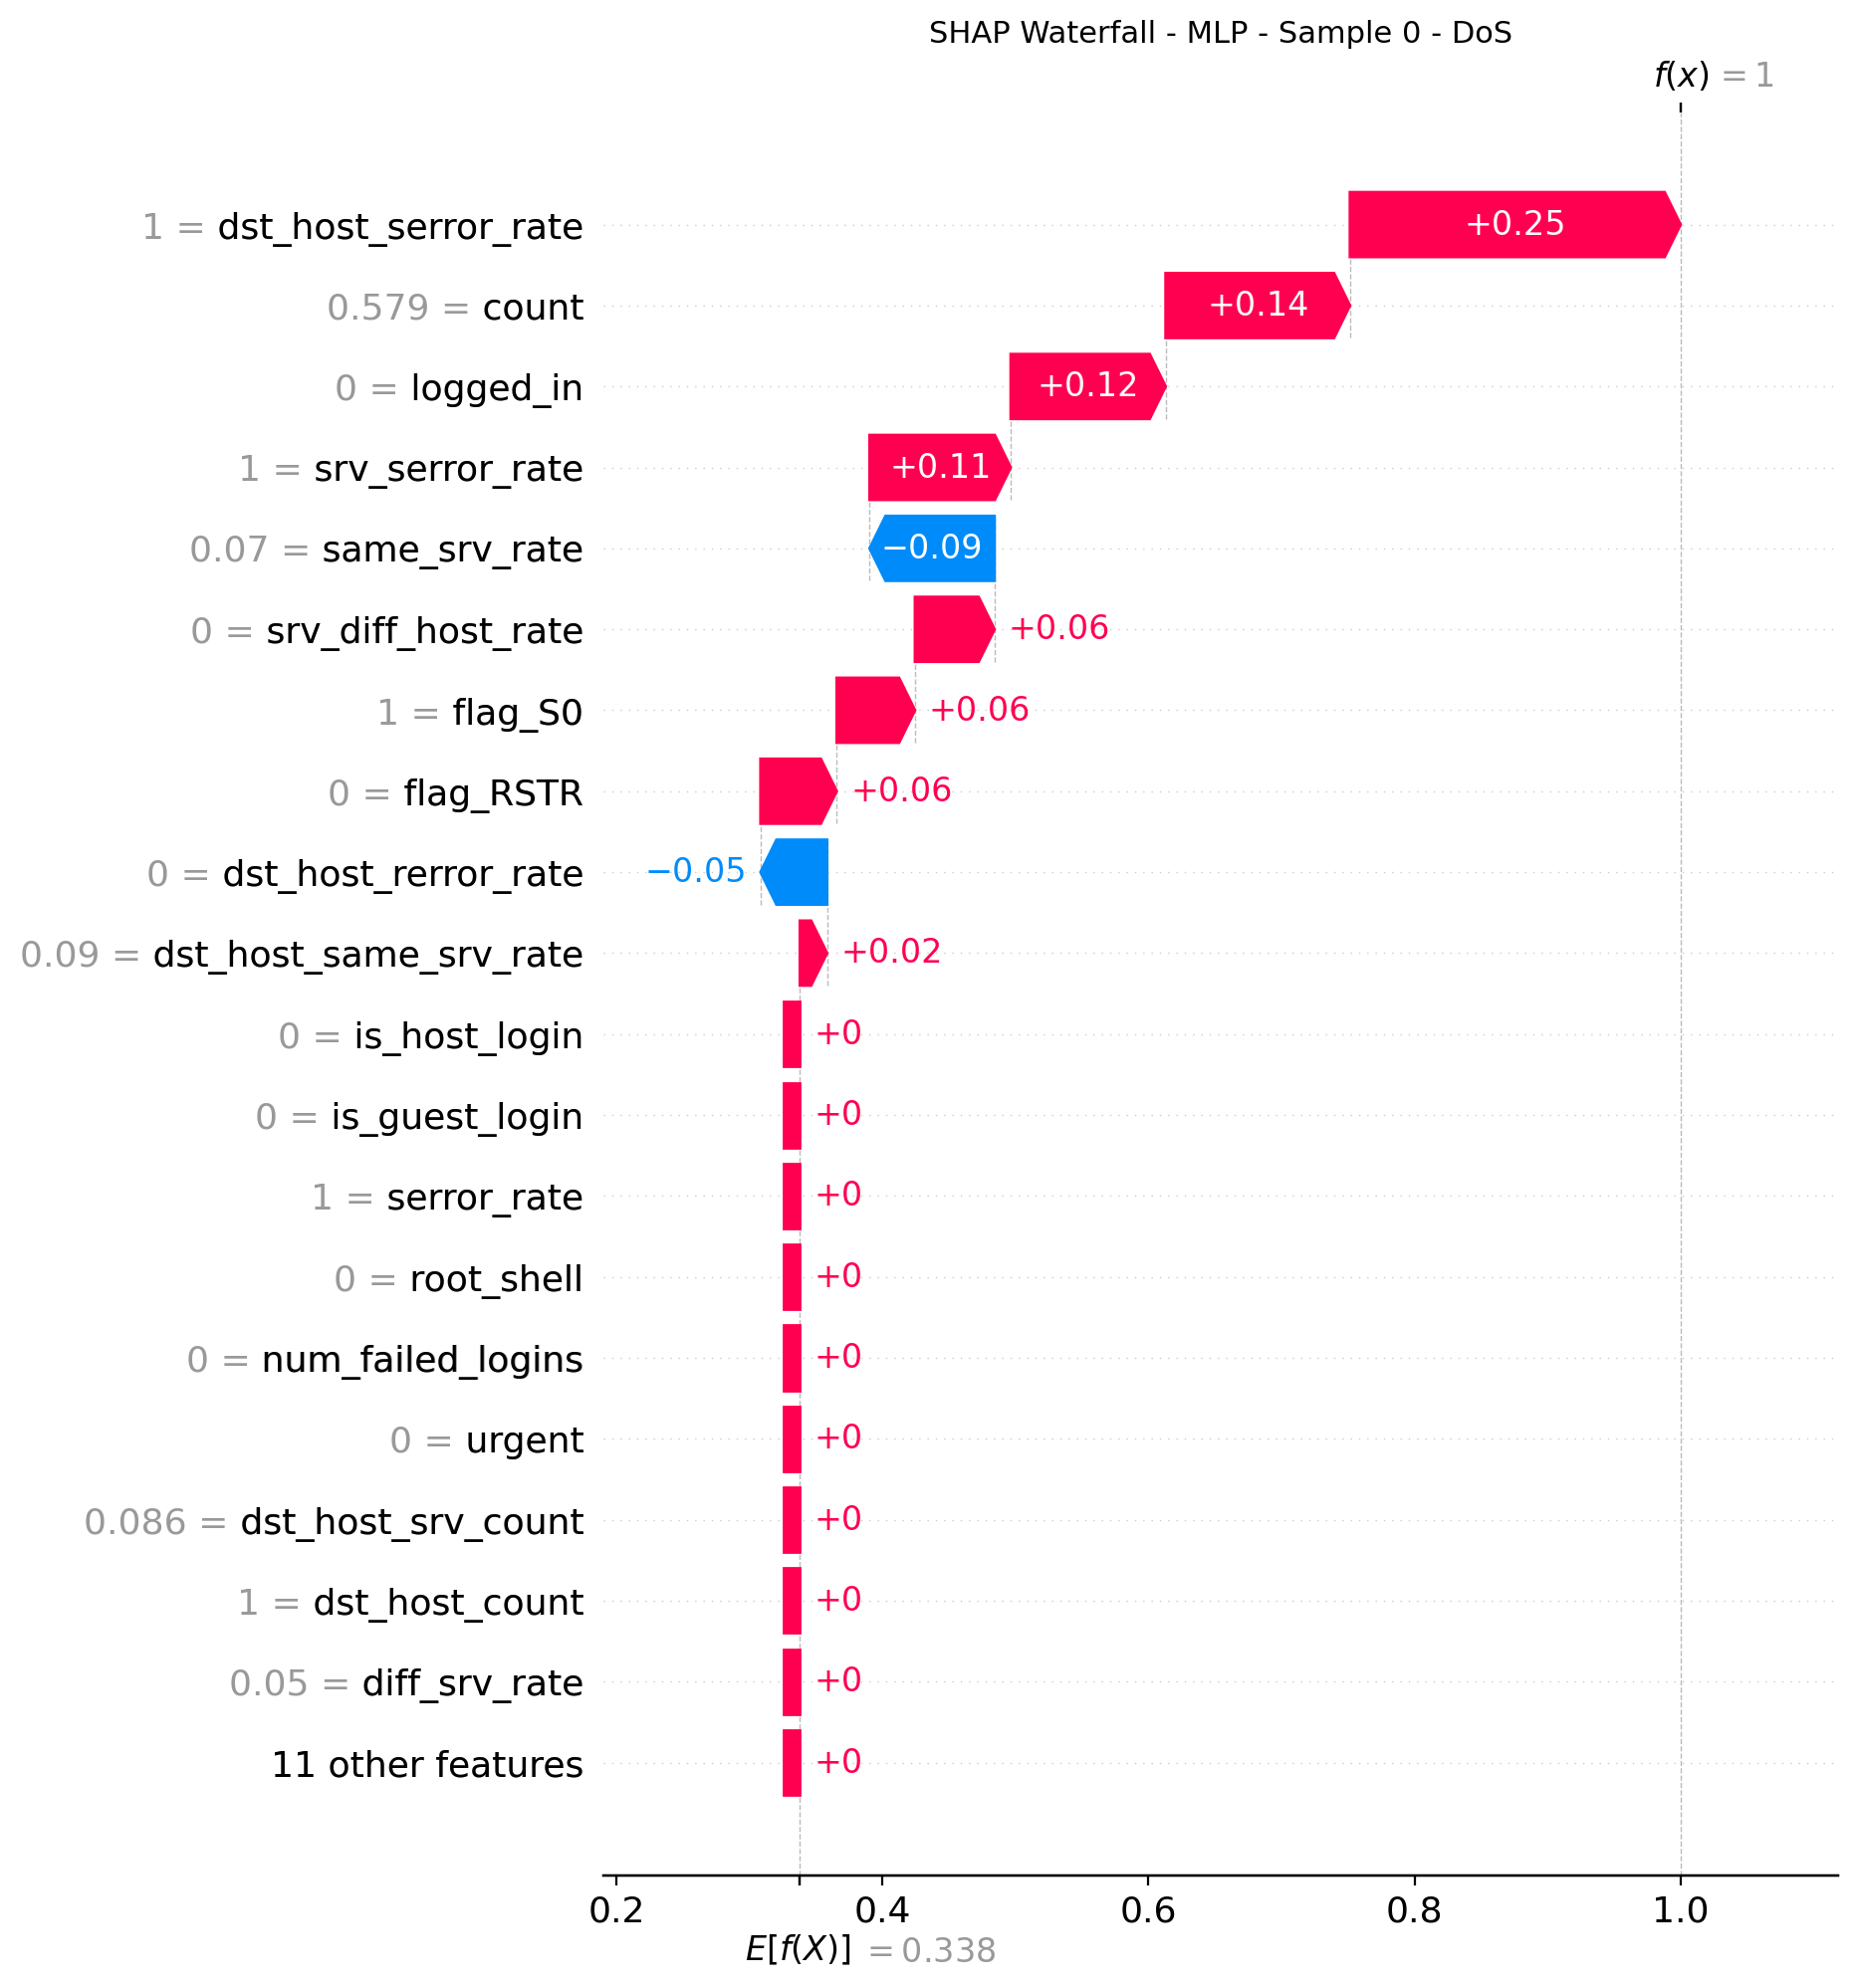 SHAP Waterfall - MLP - Sample 0 - DoS
f(x) = 1
1 = dst_host_serror_rate +0.25
0.579 = count +0.14
0 = logged_in +0.12
1 = srv_serror_rate +0.11
0.07 = same_srv_rate −0.09
0 = srv_diff_host_rate +0.06
1 = flag_S0 +0.06
0 = flag_RSTR +0.06
0 = dst_host_rerror_rate −0.05
0.09 = dst_host_same_srv_rate +0.02
0 = is_host_login +0
0 = is_guest_login +0
1 = serror_rate +0
0 = root_shell +0
0 = num_failed_logins +0
0 = urgent +0
0.086 = dst_host_srv_count +0
1 = dst_host_count +0
0.05 = diff_srv_rate +0
11 other features +0
0.2 0.4 0.6 0.8 1.0
E[f(X)] = 0.338